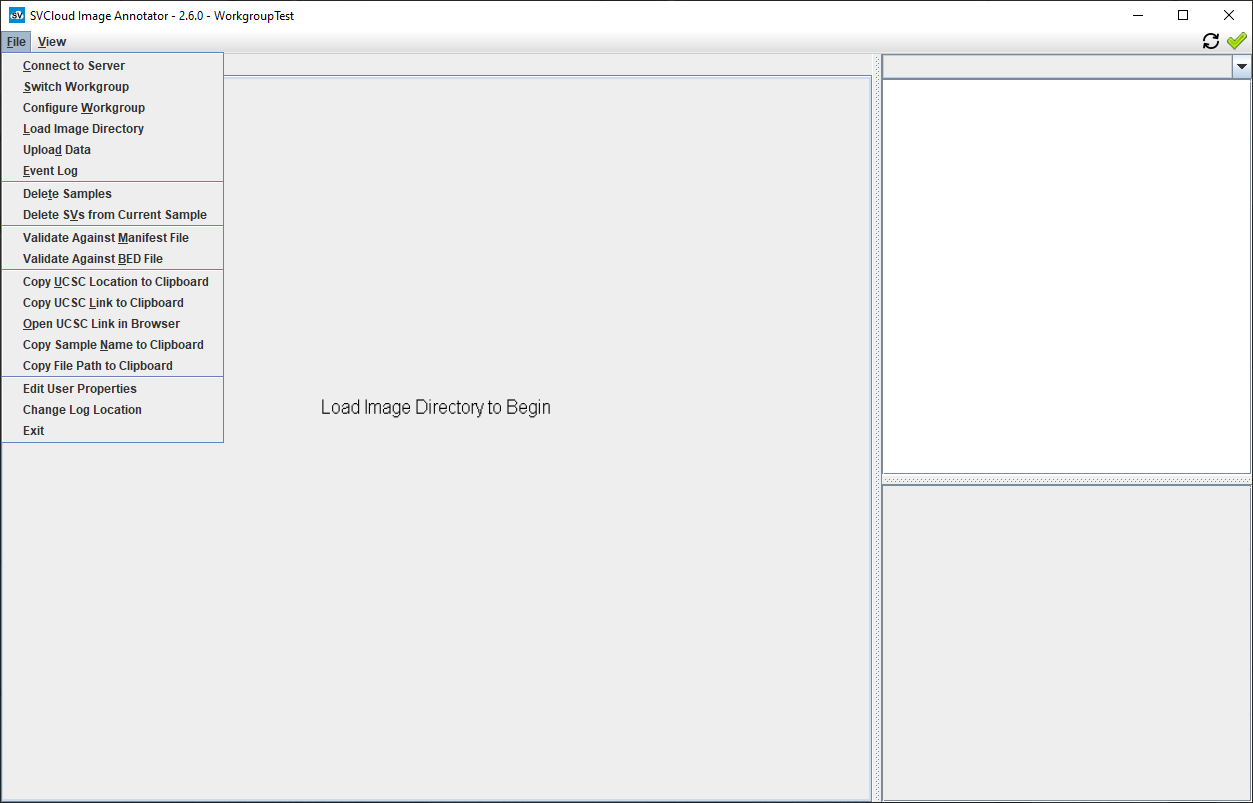 SV SVCloud Image Annotator - 2.6.0 - WorkgroupTest
File View
Connect to Server
Switch Workgroup
Configure Workgroup
Load Image Directory
Upload Data
Event Log
Delete Samples
Delete SVs from Current Sample
Validate Against Manifest File
Validate Against BED File
Copy UCSC Location to Clipboard
Copy UCSC Link to Clipboard
Open UCSC Link in Browser
Copy Sample Name to Clipboard
Copy File Path to Clipboard
Edit User Properties
Change Log Location
Exit
Load Image Directory to Begin